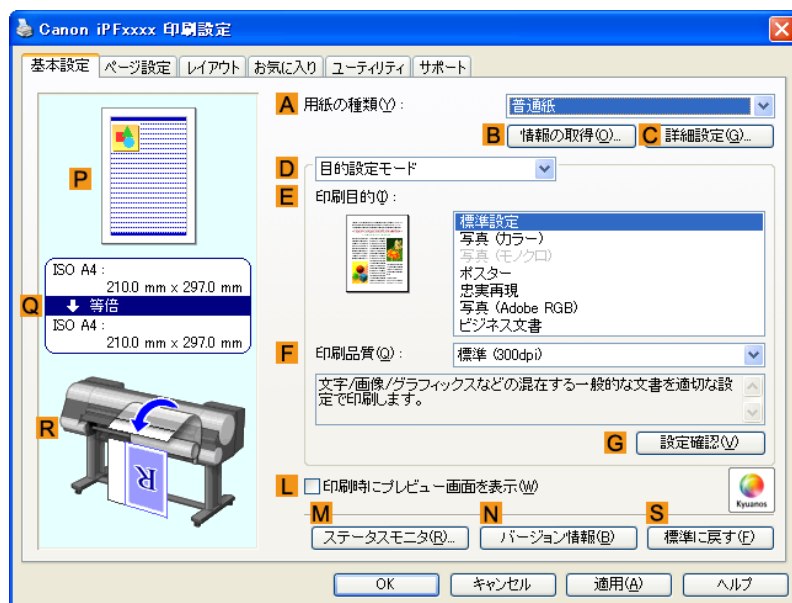 Canon iPFxxxx 印刷設定
基本設定 ページ設定 レイアウト お気に入り ユーティリティ サポート
A 用紙の種類(Y): 普通紙
B 情報の取得(O)... C 詳細設定(G)...
D 目的設定モード
P
E 印刷目的(I):
標準設定
写真 (カラー)
写真 (モノクロ)
ポスター
忠実再現
写真 (Adobe RGB)
ビジネス文書
ISO A4 :
210.0 mm x 297.0 mm
Q 等倍
ISO A4 :
210.0 mm x 297.0 mm
F 印刷品質(Q): 標準 (300dpi)
文字/画像/グラフィックスなどの混在する一般的な文書を適切な設
定で印刷します。
R
R
G 設定確認(V)
L 印刷時にプレビュー画面を表示(W)
Kyuanos
M N S
ステータスモニタ(R)... バージョン情報(B) 標準に戻す(F)
OK キャンセル 適用(A) ヘルプ